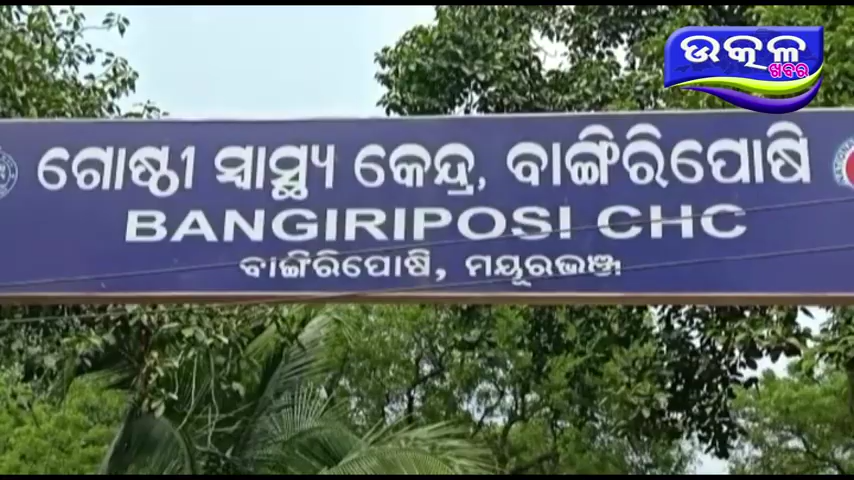 ଉତ୍କଳ
ଖବର
ଗୋଷ୍ଠୀ ସ୍ୱାସ୍ଥ୍ୟ କେନ୍ଦ୍ର, ବାଙ୍ଗିରିପୋଷି
BANGIRIPOSI CHC
ବାଙ୍ଗିରିପୋଷି, ମୟୂରଭଞ୍ଜ